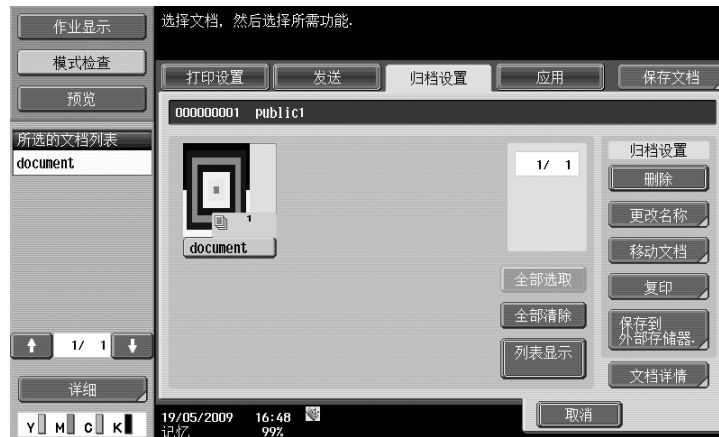 作业显示
模式检查
预览
所选的文档列表
document
1/ 1
详细
Y M C K
选择文档, 然后选择所需功能.
打印设置
发送
归档设置
应用
保存文档
000000001 public1
1
document
1/ 1
全部选取
全部清除
列表显示
归档设置
删除
更改名称
移动文档
复印
保存到
外部存储器.
文档详情
取消
19/05/2009 16:48
记忆 99%